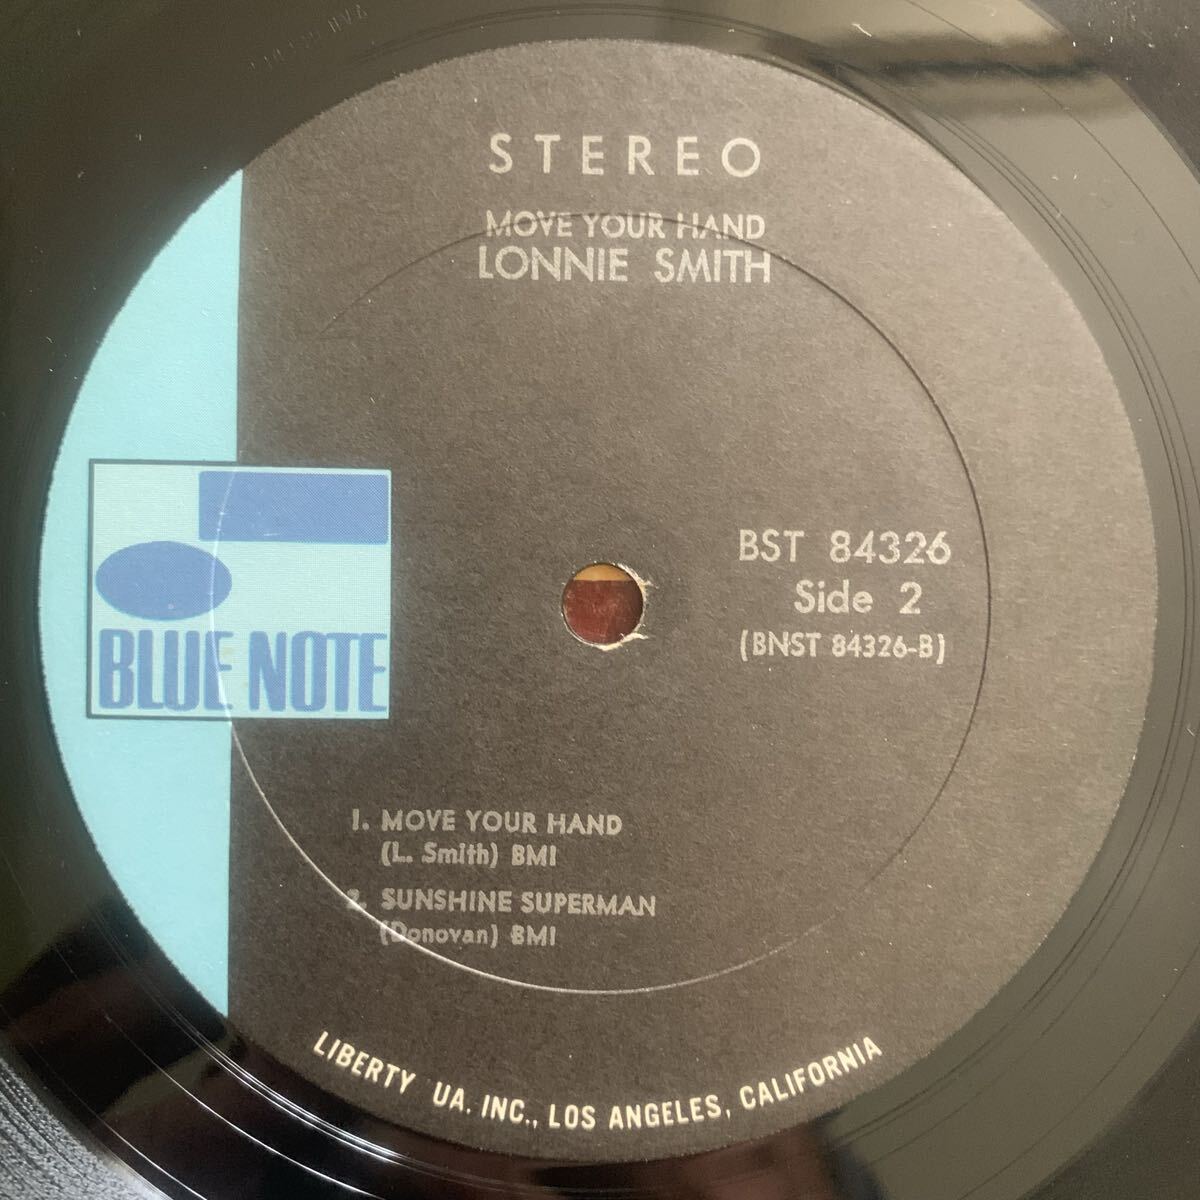 STEREO
MOVE YOUR HAND
LONNIE SMITH
BST 84326
Side 2
(BNST 84326-B)
BLUE NOTE
1. MOVE YOUR HAND
(L. Smith) BMI
2. SUNSHINE SUPERMAN
(Donovan) BMI
LIBERTY UA. INC., LOS ANGELES, CALIFORNIA